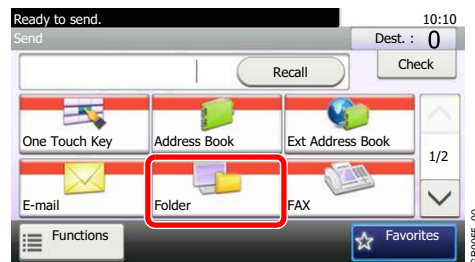 Ready to send.
10:10
Send
Dest. :
0
Recall
Check
One Touch Key
Address Book
Ext Address Book
1/2
E-mail
Folder
FAX
Functions
Favorites